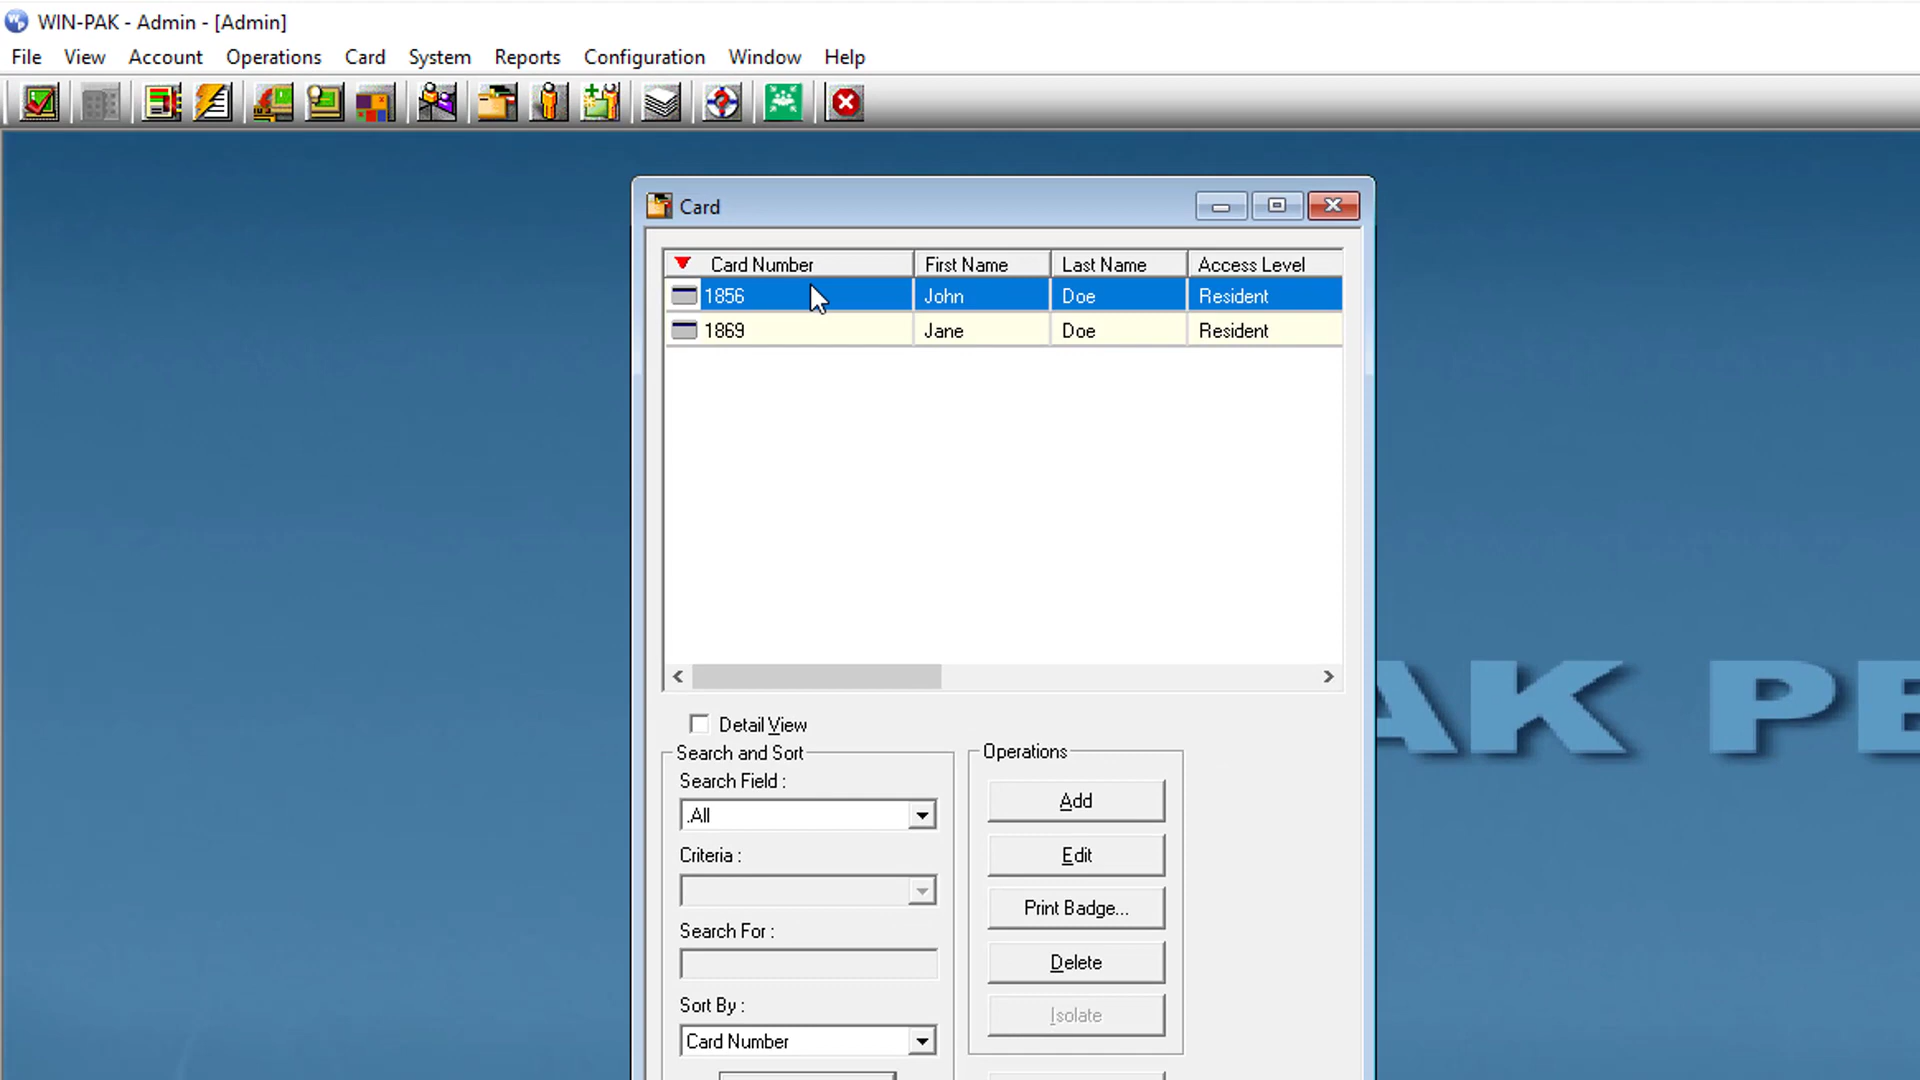 WIN-PAK - Admin - [Admin]
File View Account Operations Card System Reports Configuration Window Help
Card
Card Number First Name Last Name Access Level
1856 John Doe Resident
1869 Jane Doe Resident
AK PE
Detail View
Search and Sort
Search Field :
.All
Criteria :
Search For :
Sort By :
Card Number
Operations
Add
Edit
Print Badge...
Delete
Isolate